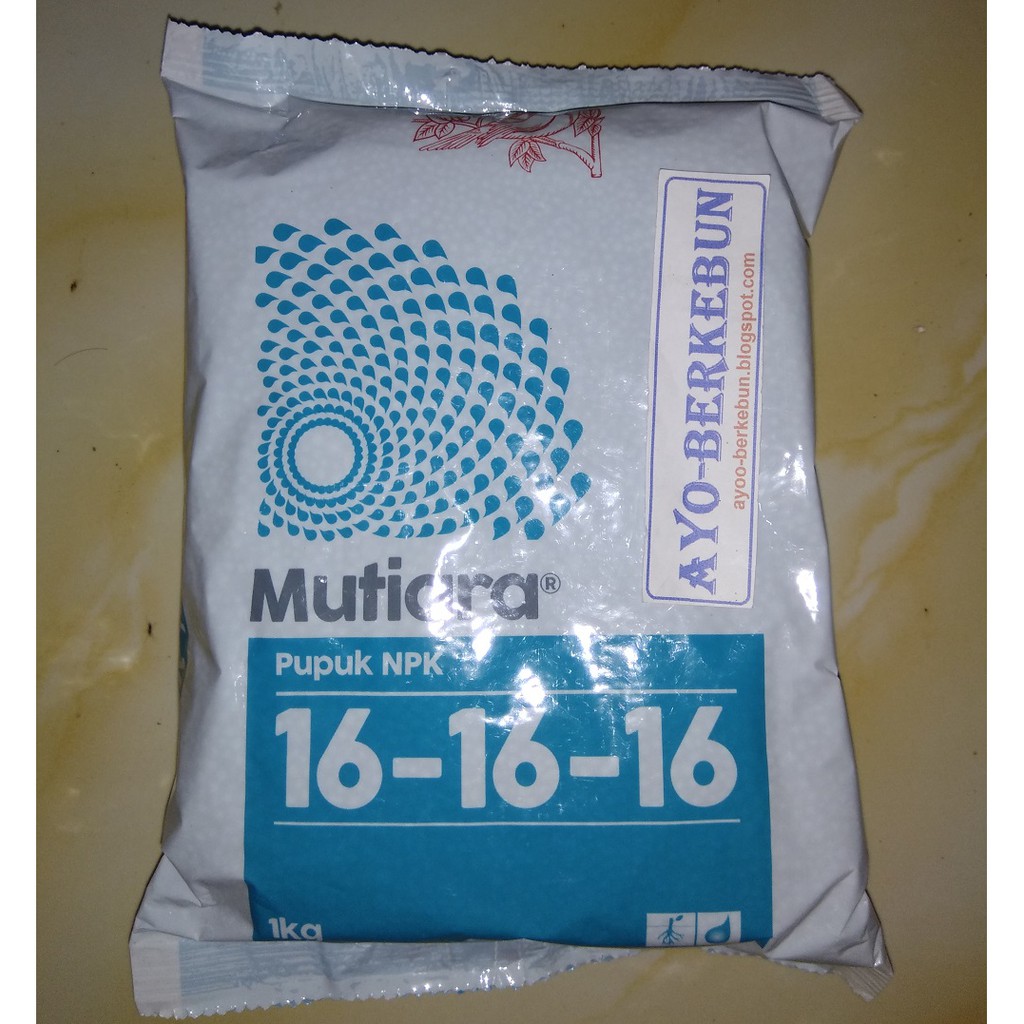 AYO-BERKEBUN
ayoo-berkebun.blogspot.com
Mutiara®
Pupuk NPK
16-16-16
1kg